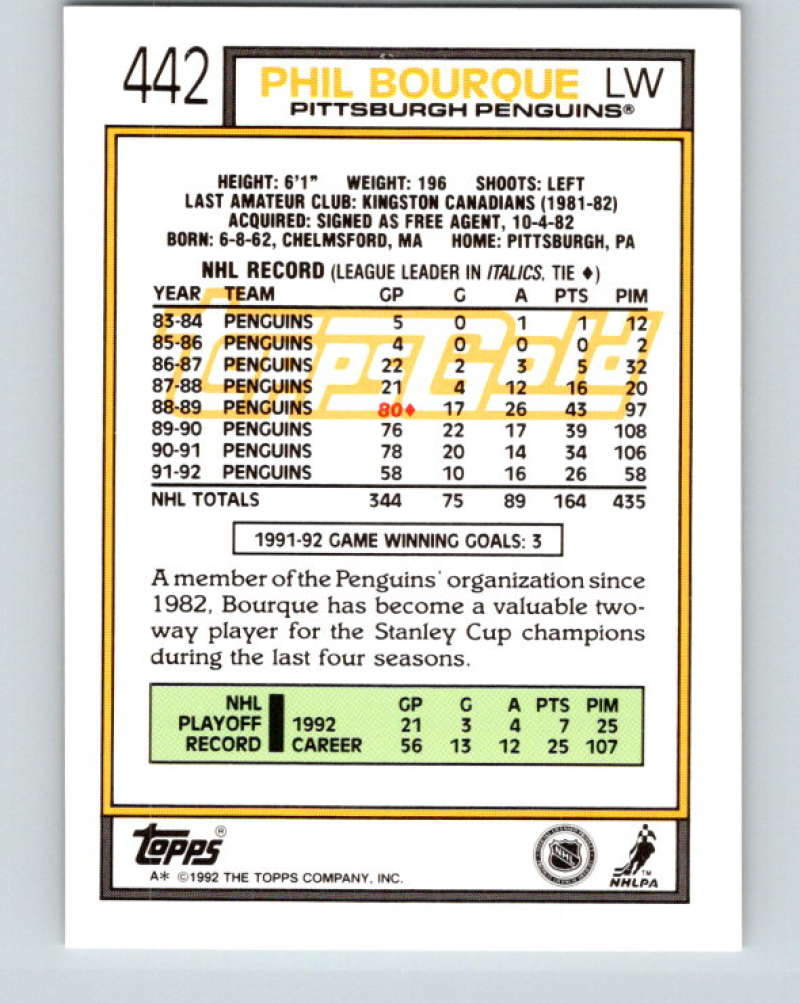 442
PHIL BOURQUE LW
PITTSBURGH PENGUINS®
HEIGHT: 6'1" WEIGHT: 196 SHOOTS: LEFT
LAST AMATEUR CLUB: KINGSTON CANADIANS (1981-82)
ACQUIRED: SIGNED AS FREE AGENT, 10-4-82
BORN: 6-8-62, CHELMSFORD, MA HOME: PITTSBURGH, PA
NHL RECORD (LEAGUE LEADER IN ITALICS, TIE ♦)
YEAR TEAM GP G A PTS PIM
83-84 PENGUINS 5 0 1 1 12
85-86 PENGUINS 4 0 0 0 2
86-87 PENGUINS 22 2 3 5 32
87-88 PENGUINS 21 4 12 16 20
88-89 PENGUINS 80♦ 17 26 43 97
89-90 PENGUINS 76 22 17 39 108
90-91 PENGUINS 78 20 14 34 106
91-92 PENGUINS 58 10 16 26 58
NHL TOTALS 344 75 89 164 435
Topps Gold
1991-92 GAME WINNING GOALS: 3
A member of the Penguins' organization since
1982, Bourque has become a valuable two-
way player for the Stanley Cup champions
during the last four seasons.
NHL GP G A PTS PIM
PLAYOFF 1992 21 3 4 7 25
RECORD CAREER 56 13 12 25 107
TOPPS®
A* ©1992 THE TOPPS COMPANY, INC.
NHL
NHLPA™